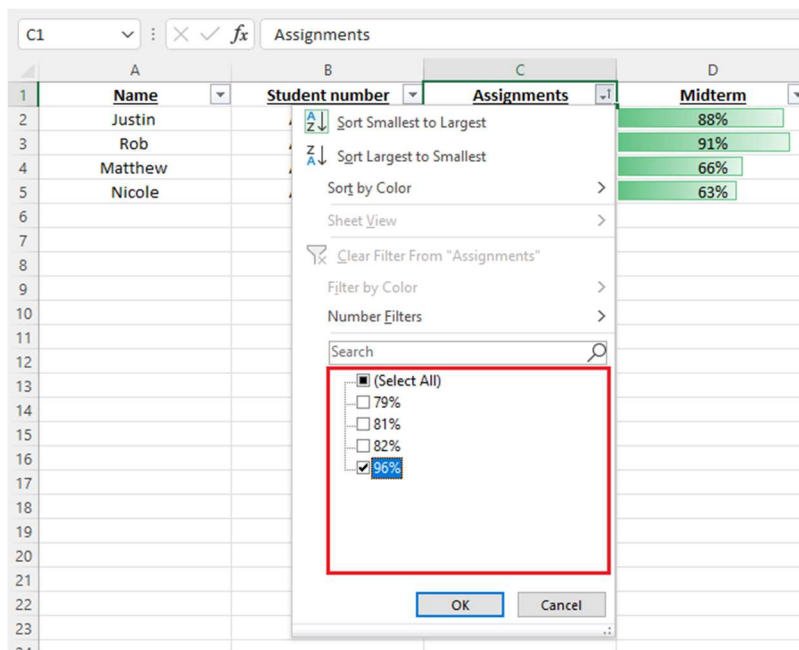 C1 fx Assignments
A B C D
1 Name Student number Assignments Midterm
2 Justin 88%
3 Rob 91%
4 Matthew 66%
5 Nicole 63%
6
7
8
9
10
11
12
13
14
15
16
17
18
19
20
21
22
23
Sort Smallest to Largest
Sort Largest to Smallest
Sort by Color
Sheet View
Clear Filter From "Assignments"
Filter by Color
Number Filters
Search
(Select All)
79%
81%
82%
96%
OK Cancel